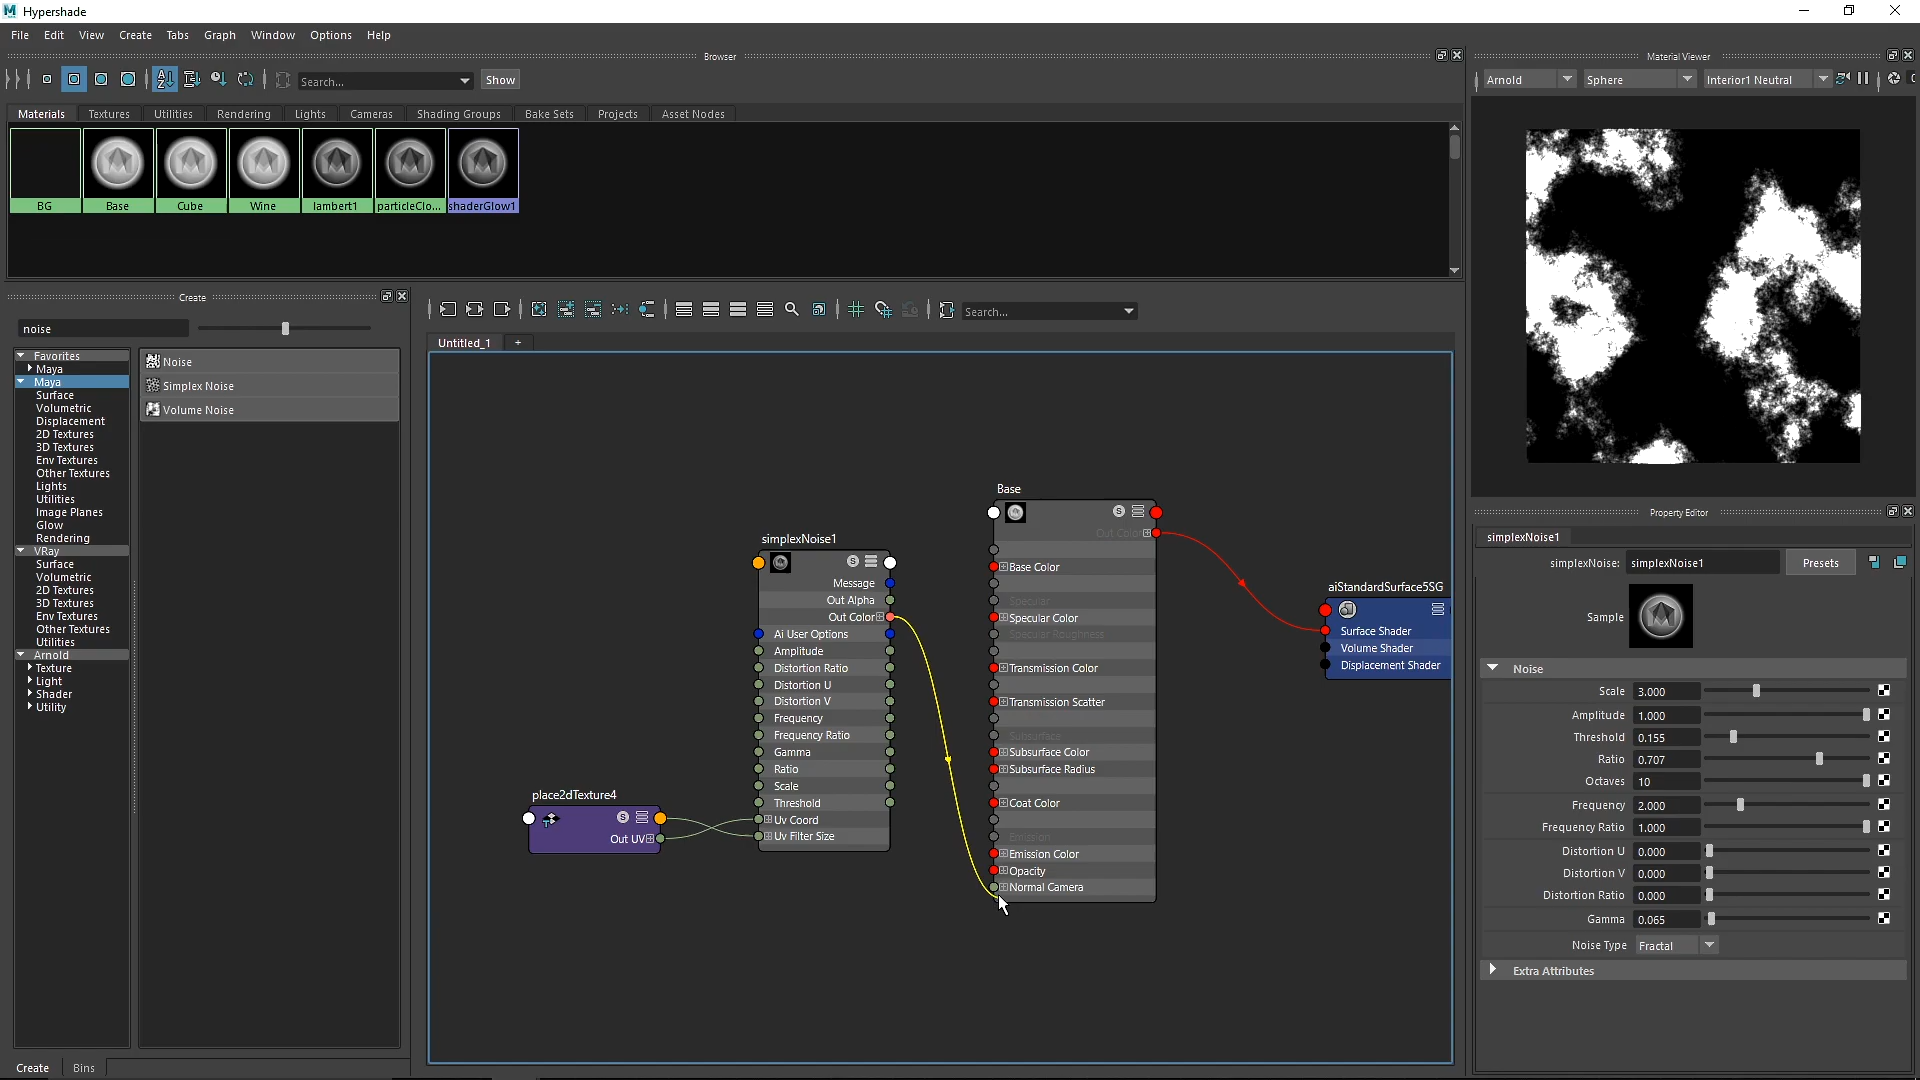 Hypershade
File Edit View Create Tabs Graph Window Options Help
Browser
Search...
Show
Materials Textures Utilities Rendering Lights Cameras Shading Groups Bake Sets Projects Asset Nodes
BG Base Cube Wine lambert1 particleClo... shaderGlow1
Create
noise
Favorites
Maya
Maya
Surface
Volumetric
Displacement
2D Textures
3D Textures
Env Textures
Other Textures
Lights
Utilities
Image Planes
Glow
Rendering
VRay
Surface
Volumetric
2D Textures
3D Textures
Env Textures
Other Textures
Utilities
Arnold
Texture
Light
Shader
Utility
Noise
Simplex Noise
Volume Noise
Create Bins
Search...
Untitled_1 +
place2dTexture4
Out UV
simplexNoise1
Message
Out Alpha
Out Color
Ai User Options
Amplitude
Distortion Ratio
Distortion U
Distortion V
Frequency
Frequency Ratio
Gamma
Ratio
Scale
Threshold
Uv Coord
Uv Filter Size
Base
Out Color
Base Color
Specular
Specular Color
Specular Roughness
Transmission Color
Transmission Scatter
Subsurface
Subsurface Color
Subsurface Radius
Coat Color
Emission
Emission Color
Opacity
Normal Camera
aiStandardSurface5SG
Surface Shader
Volume Shader
Displacement Shader
Material Viewer
Arnold Sphere Interior1 Neutral
Property Editor
simplexNoise1
simplexNoise: simplexNoise1 Presets
Sample
Noise
Scale 3.000
Amplitude 1.000
Threshold 0.155
Ratio 0.707
Octaves 10
Frequency 2.000
Frequency Ratio 1.000
Distortion U 0.000
Distortion V 0.000
Distortion Ratio 0.000
Gamma 0.065
Noise Type Fractal
Extra Attributes